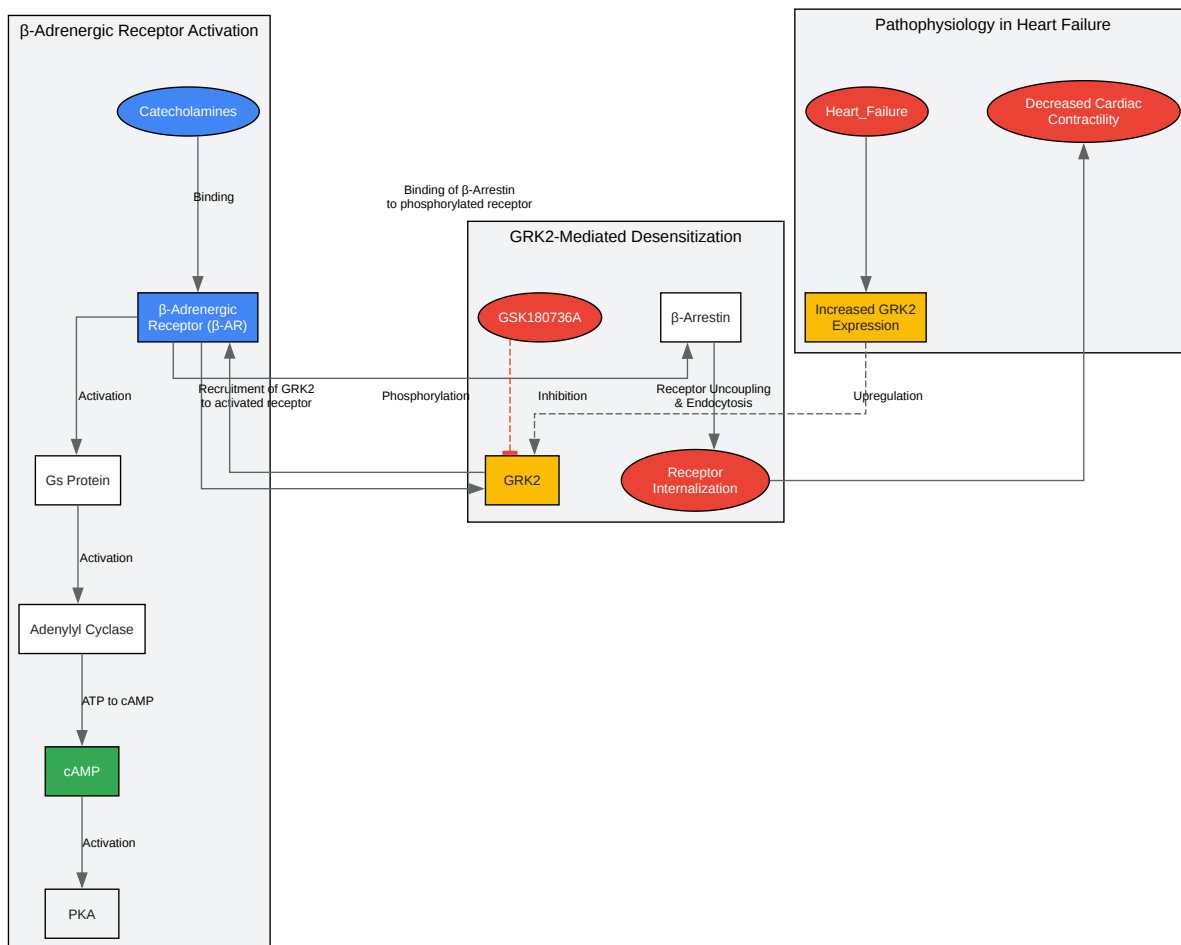 β-Adrenergic Receptor Activation
Catecholamines
Binding
β-Adrenergic
Receptor (β-AR)
Activation
Gs Protein
Activation
Adenylyl Cyclase
ATP to cAMP
cAMP
Activation
PKA
Recruitment of GRK2
to activated receptor
Binding of β-Arrestin
to phosphorylated receptor
Phosphorylation
GRK2-Mediated Desensitization
GSK180736A
β-Arrestin
Inhibition
Receptor Uncoupling
& Endocytosis
GRK2
Receptor
Internalization
Pathophysiology in Heart Failure
Heart_Failure
Decreased Cardiac
Contractility
Increased GRK2
Expression
Upregulation